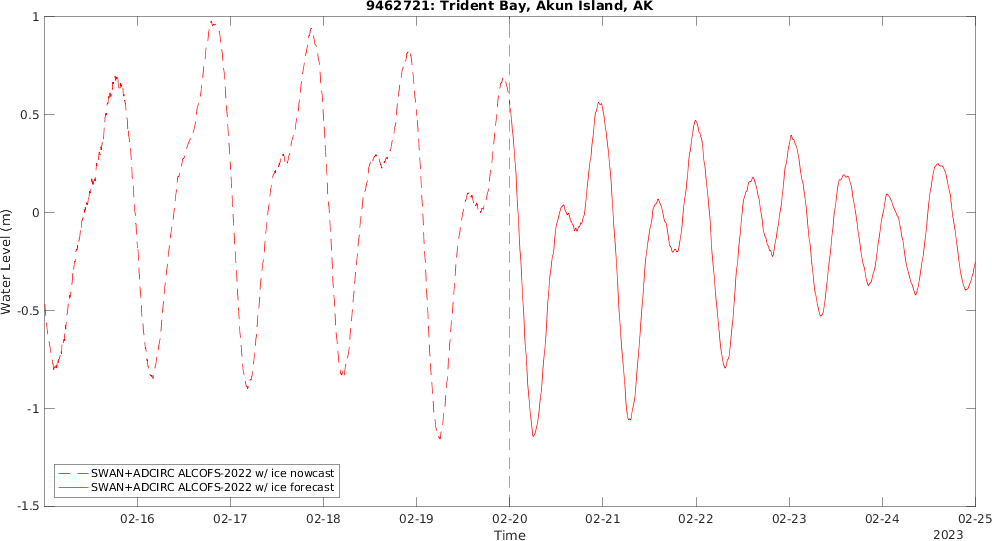 9462721: Trident Bay, Akun Island, AK
1
0.5
0
-0.5
-1
-1.5
Water Level (m)
SWAN+ADCIRC ALCOFS-2022 w/ ice nowcast
SWAN+ADCIRC ALCOFS-2022 w/ ice forecast
02-16 02-17 02-18 02-19 02-20 02-21 02-22 02-23 02-24 02-25
Time
2023